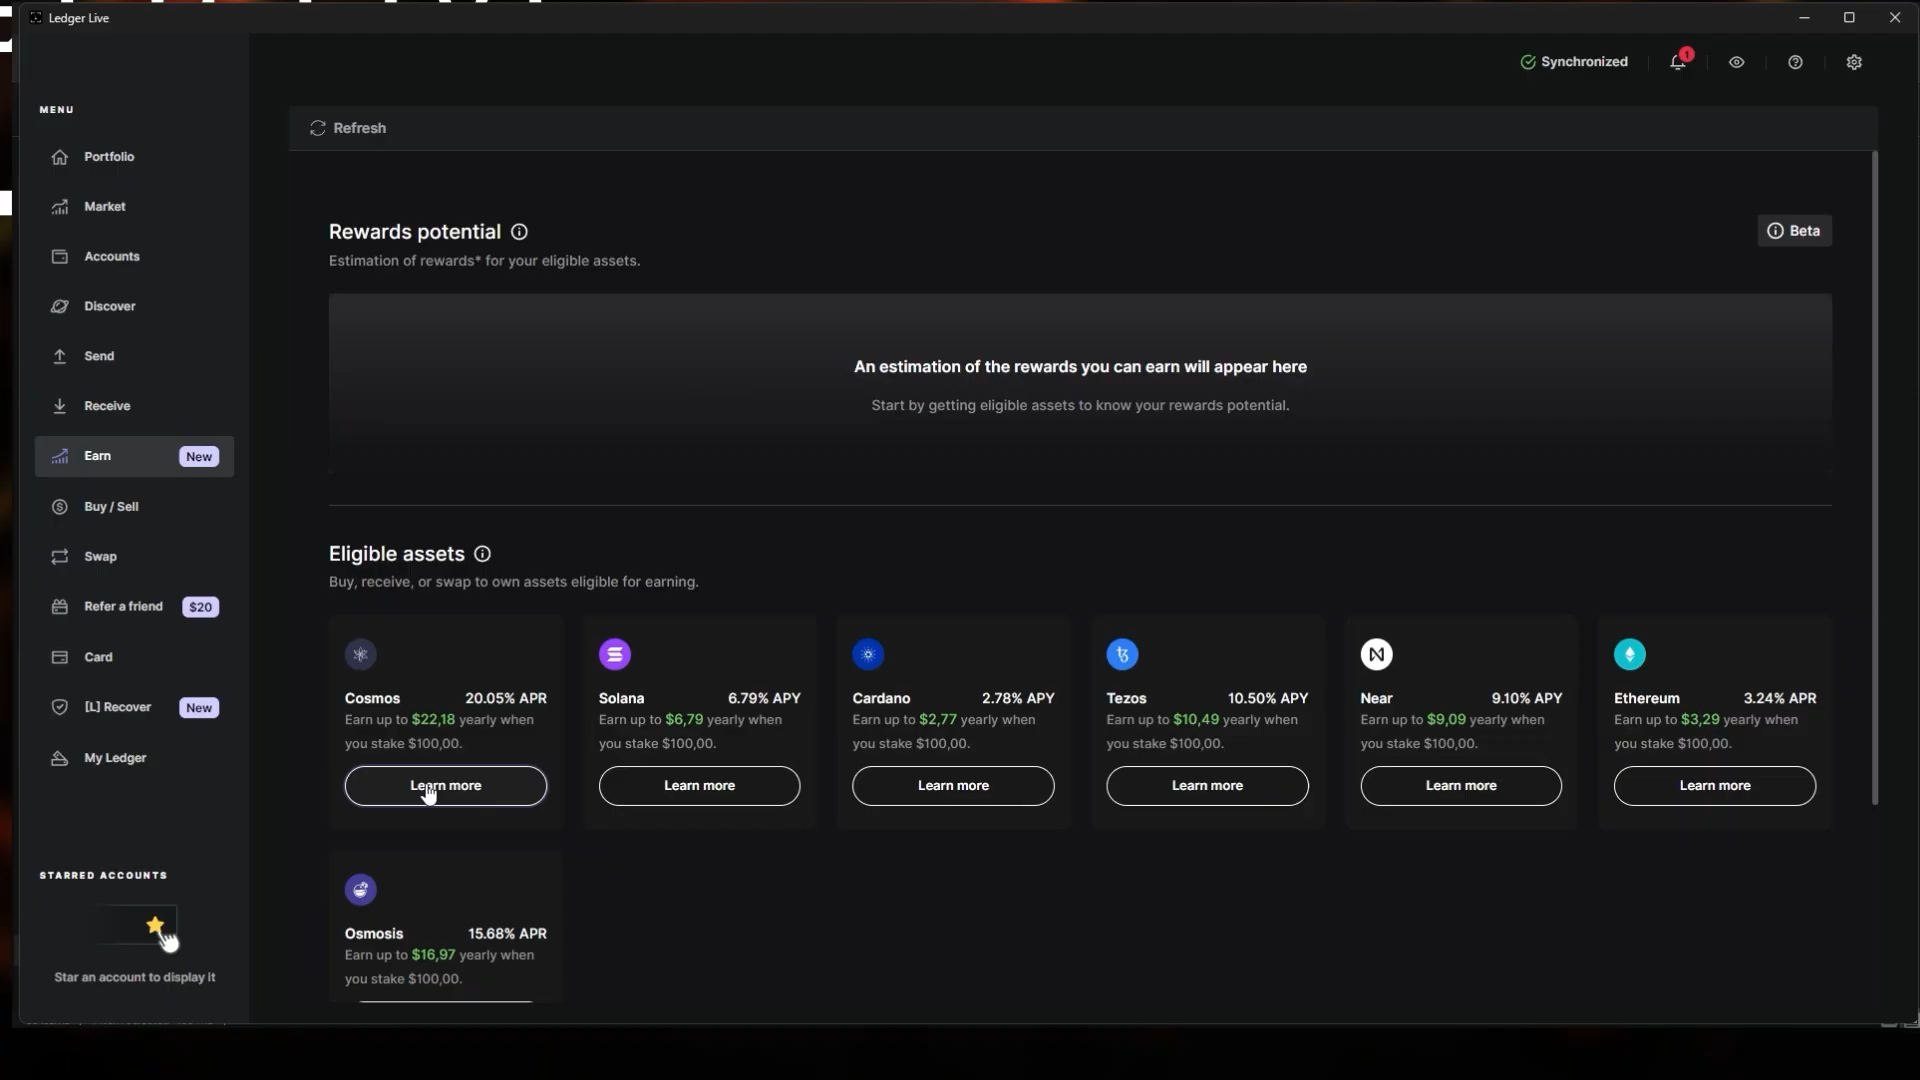 Ledger Live
Synchronized
1
MENU
Portfolio
Market
Accounts
Discover
Send
Receive
Earn New
Buy / Sell
Swap
Refer a friend $20
Card
[L] Recover New
My Ledger
STARRED ACCOUNTS
Star an account to display it
Refresh
Rewards potential
Beta
Estimation of rewards* for your eligible assets.
An estimation of the rewards you can earn will appear here
Start by getting eligible assets to know your rewards potential.
Eligible assets
Buy, receive, or swap to own assets eligible for earning.
Cosmos 20.05% APR
Earn up to $22,18 yearly when
you stake $100,00.
Learn more
Solana 6.79% APY
Earn up to $6,79 yearly when
you stake $100,00.
Learn more
Cardano 2.78% APY
Earn up to $2,77 yearly when
you stake $100,00.
Learn more
Tezos 10.50% APY
Earn up to $10,49 yearly when
you stake $100,00.
Learn more
Near 9.10% APY
Earn up to $9,09 yearly when
you stake $100,00.
Learn more
Ethereum 3.24% APR
Earn up to $3,29 yearly when
you stake $100,00.
Learn more
Osmosis 15.68% APR
Earn up to $16,97 yearly when
you stake $100,00.